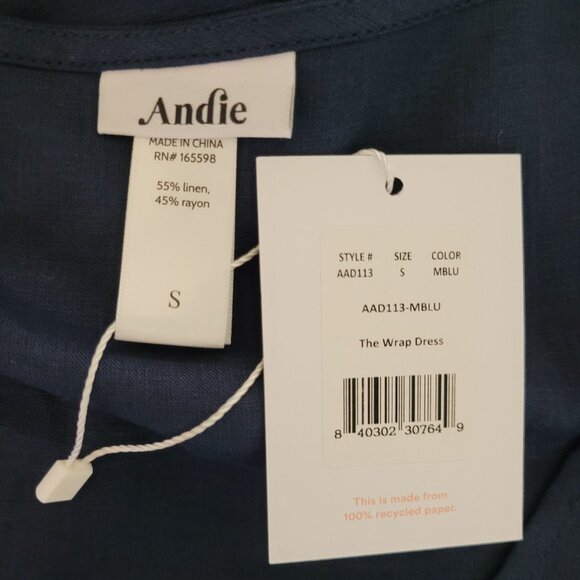 Andie
MADE IN CHINA
RN# 165598
55% linen,
45% rayon
S
STYLE # SIZE COLOR
AAD113 S MBLU
AAD113-MBLU
The Wrap Dress
8 40302 30764 9
This is made from
100% recycled paper.